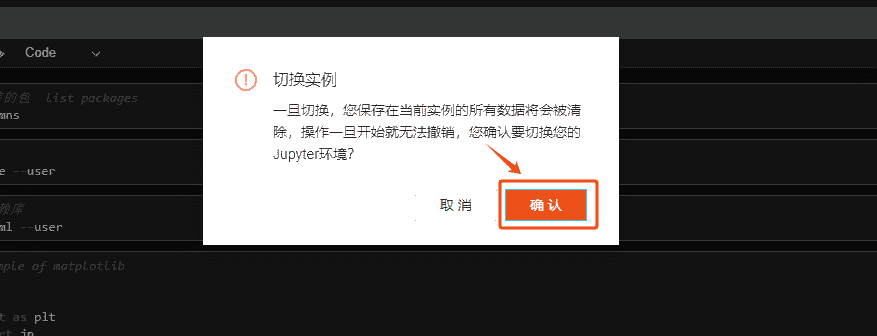 Code
切换实例
一旦切换，您保存在当前实例的所有数据将会被清
除，操作一旦开始就无法撤销，您确认要切换您的
Jupyter环境？
取 消
确 认
的包 list packages
mns
e --user
赖库
ml --user
mple of matplotlib
t as plt